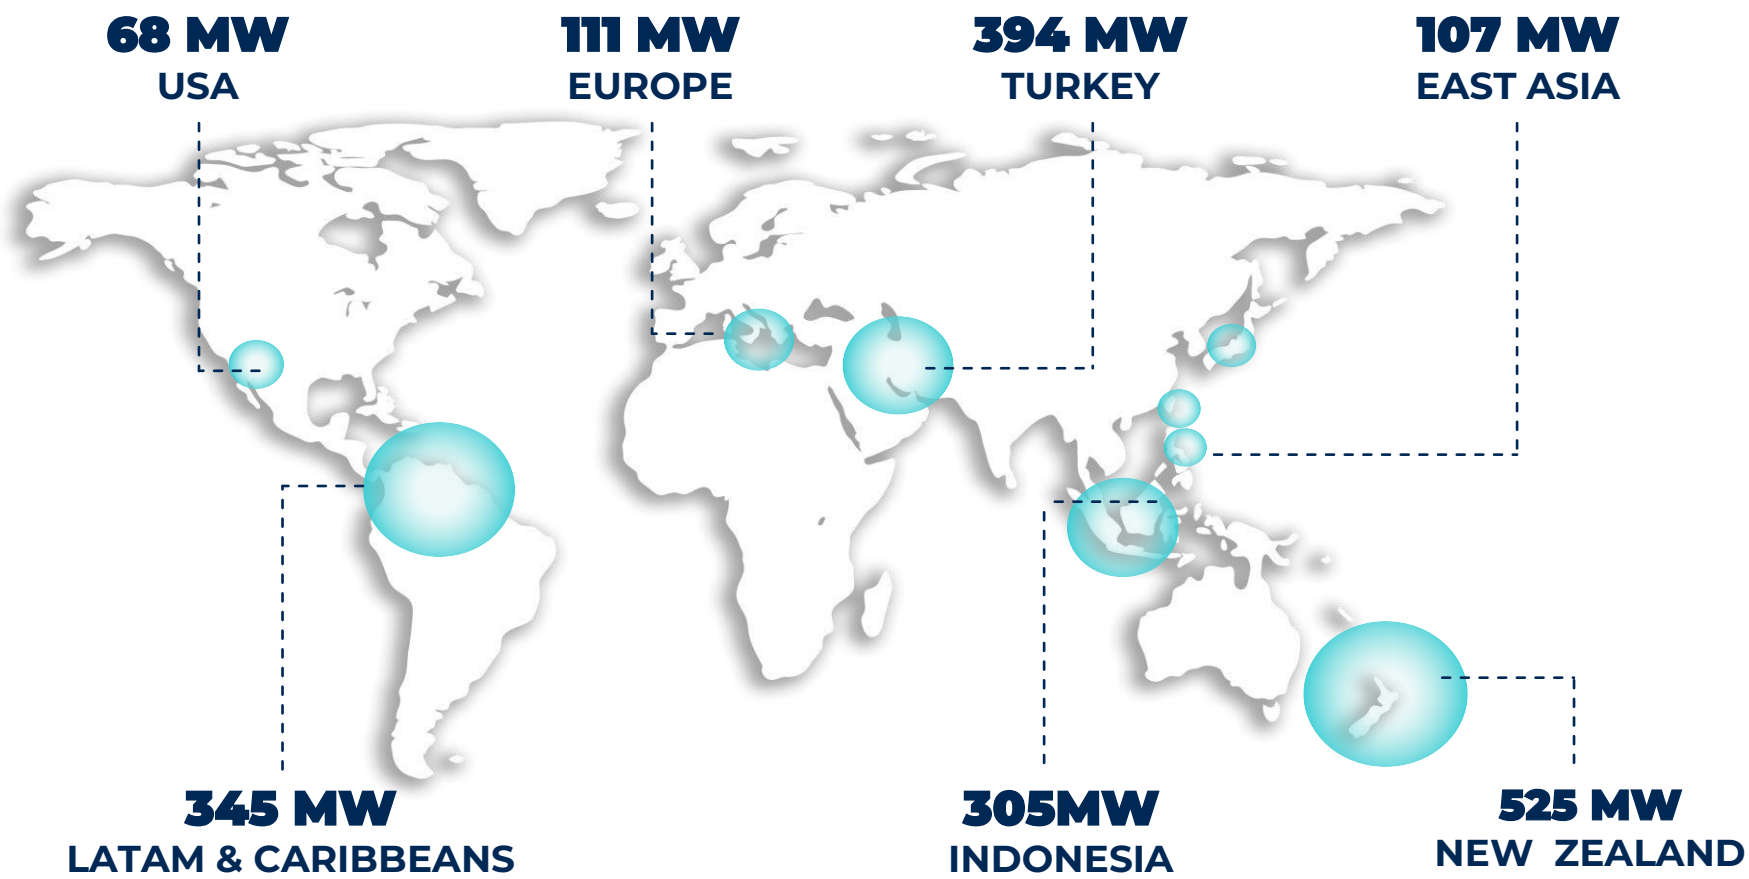 68 MW
USA
111 MW
EUROPE
394 MW
TURKEY
107 MW
EAST ASIA
345 MW
LATAM & CARIBBEANS
305MW
INDONESIA
525 MW
NEW ZEALAND